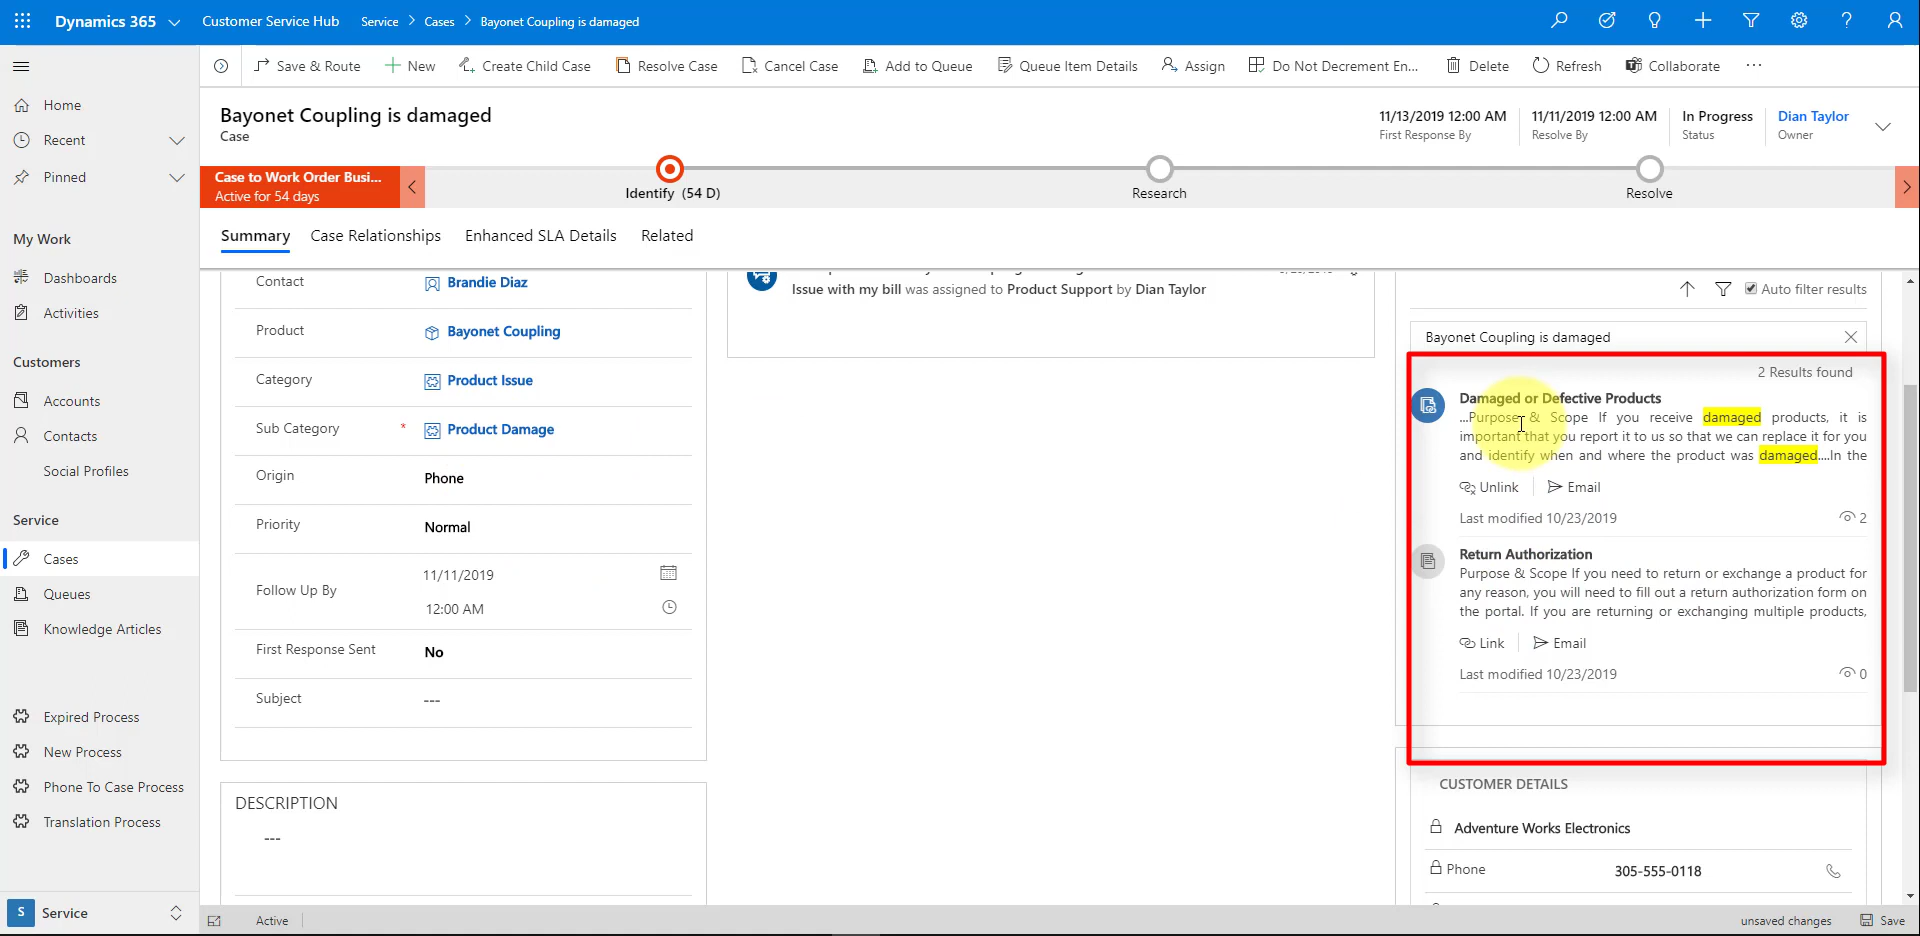 Dynamics 365
Customer Service Hub
Service > Cases > Bayonet Coupling is damaged
Save & Route
New
Create Child Case
Resolve Case
Cancel Case
Add to Queue
Queue Item Details
Assign
Do Not Decrement En...
Delete
Refresh
Collaborate
Home
Recent
Pinned
My Work
Dashboards
Activities
Customers
Accounts
Contacts
Social Profiles
Service
Cases
Queues
Knowledge Articles
Expired Process
New Process
Phone To Case Process
Translation Process
S Service
Bayonet Coupling is damaged
Case
11/13/2019 12:00 AM
First Response By
11/11/2019 12:00 AM
Resolve By
In Progress
Status
Dian Taylor
Owner
Case to Work Order Busi...
Active for 54 days
Identify (54 D)
Research
Resolve
Summary
Case Relationships
Enhanced SLA Details
Related
Contact
Brandie Diaz
Product
Bayonet Coupling
Category
Product Issue
Sub Category *
Product Damage
Origin
Phone
Priority
Normal
Follow Up By
11/11/2019
12:00 AM
First Response Sent
No
Subject
---
DESCRIPTION
---
Issue with my bill was assigned to Product Support by Dian Taylor
Auto filter results
Bayonet Coupling is damaged
2 Results found
Damaged or Defective Products
...Purpose & Scope If you receive damaged products, it is
important that you report it to us so that we can replace it for you
and identify when and where the product was damaged....In the
Unlink
Email
Last modified 10/23/2019
2
Return Authorization
Purpose & Scope If you need to return or exchange a product for
any reason, you will need to fill out a return authorization form on
the portal. If you are returning or exchanging multiple products,
Link
Email
Last modified 10/23/2019
0
CUSTOMER DETAILS
Adventure Works Electronics
Phone
305-555-0118
Active
unsaved changes
Save